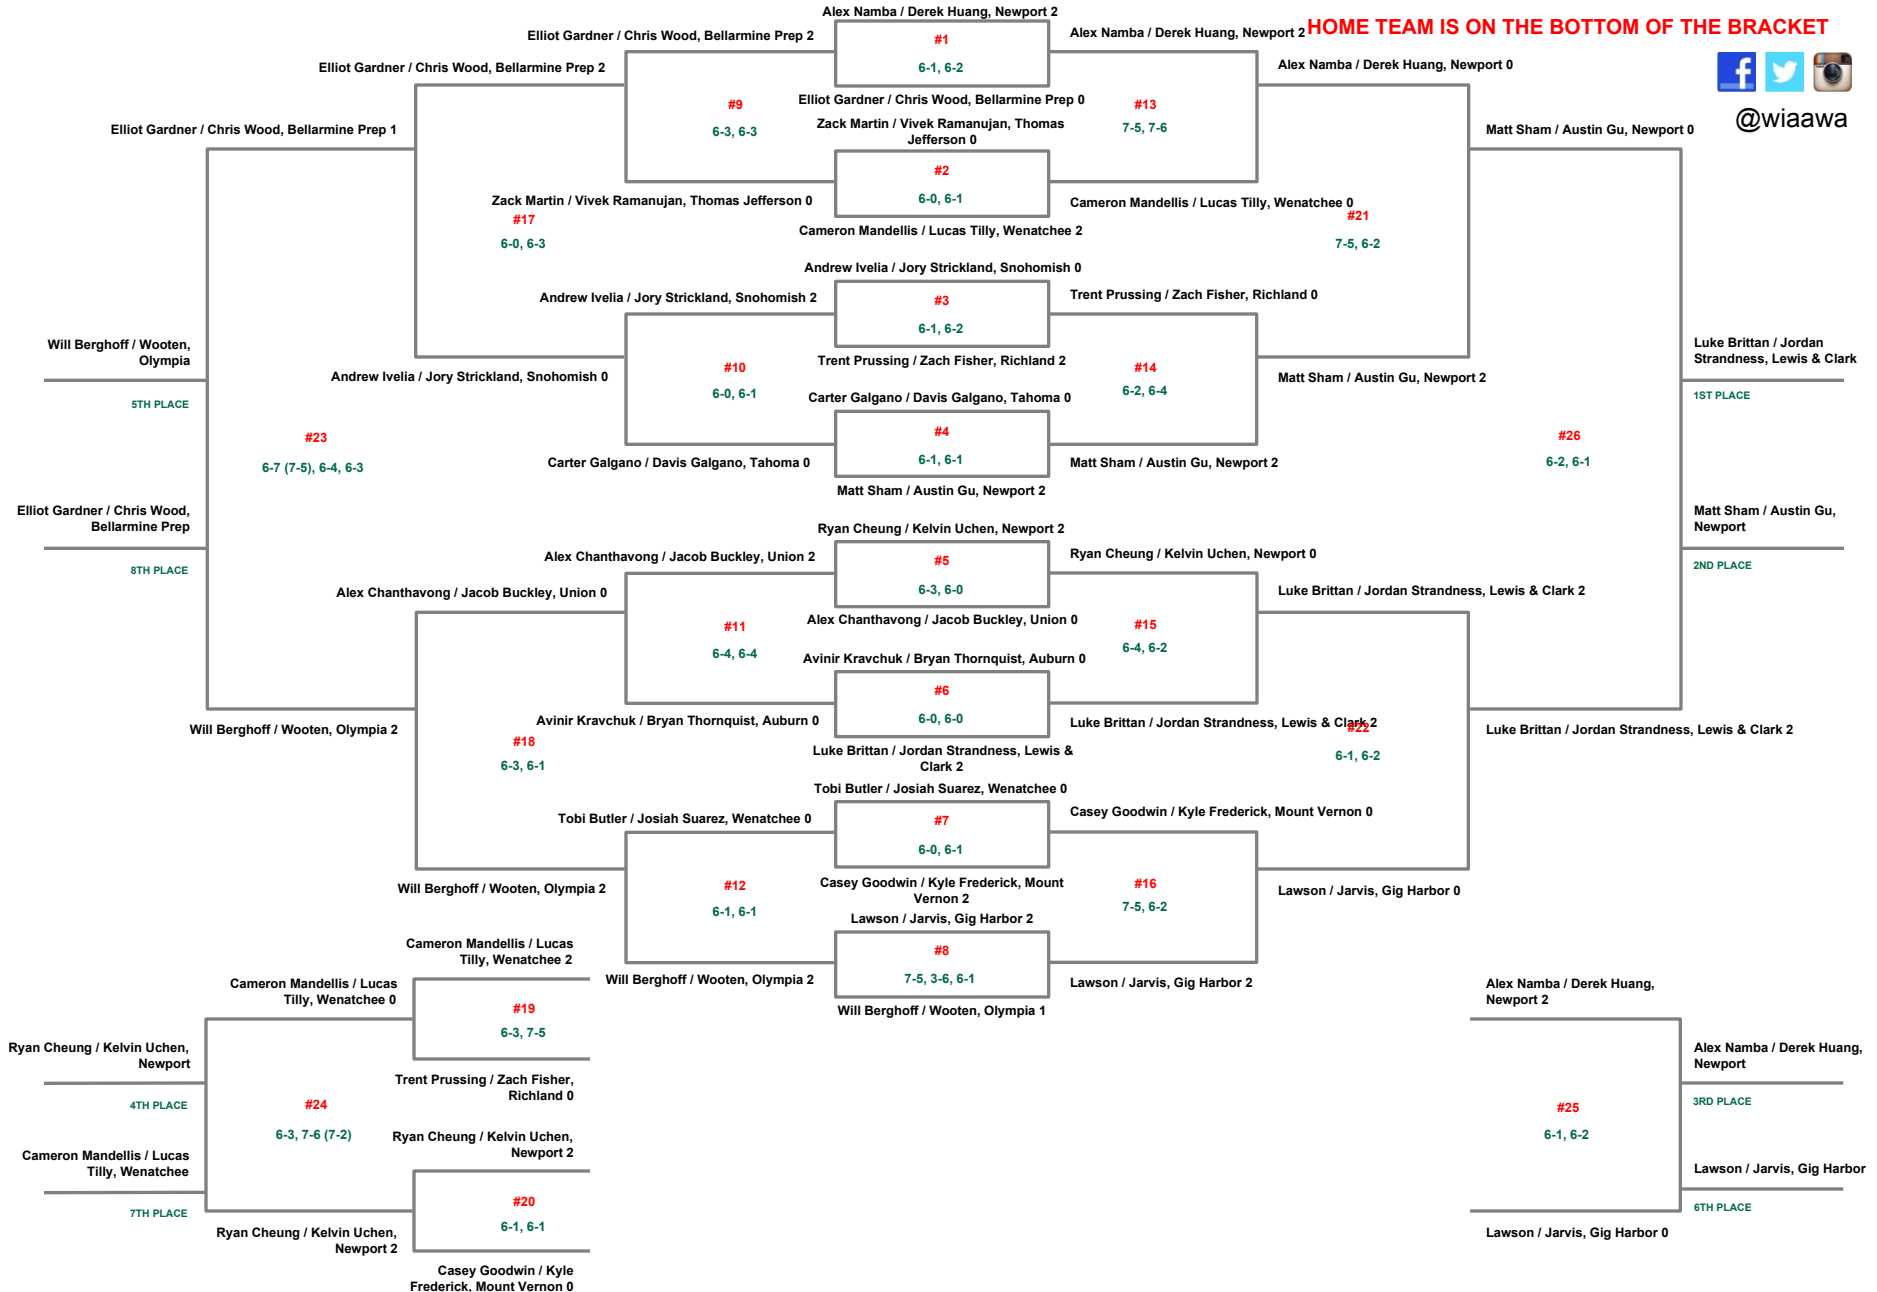 Alex Namba / Derek Huang, Newport 2
HOME TEAM IS ON THE BOTTOM OF THE BRACKET
Elliot Gardner / Chris Wood, Bellarmine Prep 2
#1
Alex Namba / Derek Huang, Newport 2
Elliot Gardner / Chris Wood, Bellarmine Prep 2
6-1, 6-2
Alex Namba / Derek Huang, Newport 0
@wiaawa
#9
Elliot Gardner / Chris Wood, Bellarmine Prep 0
#13
6-3, 6-3
Zack Martin / Vivek Ramanujan, Thomas
Jefferson 0
7-5, 7-6
Elliot Gardner / Chris Wood, Bellarmine Prep 1
Matt Sham / Austin Gu, Newport 0
#2
6-0, 6-1
Zack Martin / Vivek Ramanujan, Thomas Jefferson 0
Cameron Mandellis / Lucas Tilly, Wenatchee 0
#17
6-0, 6-3
Cameron Mandellis / Lucas Tilly, Wenatchee 2
#21
7-5, 6-2
Andrew Ivelia / Jory Strickland, Snohomish 0
Andrew Ivelia / Jory Strickland, Snohomish 2
#3
Trent Prussing / Zach Fisher, Richland 0
6-1, 6-2
Will Berghoff / Wooten,
Olympia
Luke Brittan / Jordan
Strandness, Lewis & Clark
Trent Prussing / Zach Fisher, Richland 2
Andrew Ivelia / Jory Strickland, Snohomish 0
#10
6-0, 6-1
#14
6-2, 6-4
Matt Sham / Austin Gu, Newport 2
5TH PLACE
Carter Galgano / Davis Galgano, Tahoma 0
1ST PLACE
#23
6-7 (7-5), 6-4, 6-3
#4
6-1, 6-1
#26
6-2, 6-1
Carter Galgano / Davis Galgano, Tahoma 0
Matt Sham / Austin Gu, Newport 2
Matt Sham / Austin Gu, Newport 2
Elliot Gardner / Chris Wood,
Bellarmine Prep
Matt Sham / Austin Gu,
Newport
Ryan Cheung / Kelvin Uchen, Newport 2
Alex Chanthavong / Jacob Buckley, Union 2
#5
Ryan Cheung / Kelvin Uchen, Newport 0
8TH PLACE
2ND PLACE
6-3, 6-0
Alex Chanthavong / Jacob Buckley, Union 0
Luke Brittan / Jordan Strandness, Lewis & Clark 2
Alex Chanthavong / Jacob Buckley, Union 0
#11
6-4, 6-4
#15
6-4, 6-2
Avinir Kravchuk / Bryan Thornquist, Auburn 0
#6
6-0, 6-0
Avinir Kravchuk / Bryan Thornquist, Auburn 0
Luke Brittan / Jordan Strandness, Lewis & Clark 2
Will Berghoff / Wooten, Olympia 2
#22
Luke Brittan / Jordan Strandness, Lewis & Clark 2
#18
6-3, 6-1
Luke Brittan / Jordan Strandness, Lewis &
Clark 2
6-1, 6-2
Tobi Butler / Josiah Suarez, Wenatchee 0
Tobi Butler / Josiah Suarez, Wenatchee 0
#7
Casey Goodwin / Kyle Frederick, Mount Vernon 0
6-0, 6-1
Will Berghoff / Wooten, Olympia 2
#12
6-1, 6-1
Casey Goodwin / Kyle Frederick, Mount
Vernon 2
#16
7-5, 6-2
Lawson / Jarvis, Gig Harbor 0
Lawson / Jarvis, Gig Harbor 2
Cameron Mandellis / Lucas
Tilly, Wenatchee 2
#8
Will Berghoff / Wooten, Olympia 2
7-5, 3-6, 6-1
Lawson / Jarvis, Gig Harbor 2
Cameron Mandellis / Lucas
Tilly, Wenatchee 0
Alex Namba / Derek Huang,
Newport 2
#19
6-3, 7-5
Will Berghoff / Wooten, Olympia 1
Ryan Cheung / Kelvin Uchen,
Newport
Alex Namba / Derek Huang,
Newport
Trent Prussing / Zach Fisher,
Richland 0
4TH PLACE
#24
6-3, 7-6 (7-2)
3RD PLACE
#25
6-1, 6-2
Ryan Cheung / Kelvin Uchen,
Newport 2
Cameron Mandellis / Lucas
Tilly, Wenatchee
Lawson / Jarvis, Gig Harbor
7TH PLACE
#20
6-1, 6-1
6TH PLACE
Ryan Cheung / Kelvin Uchen,
Newport 2
Lawson / Jarvis, Gig Harbor 0
Casey Goodwin / Kyle
Frederick, Mount Vernon 0